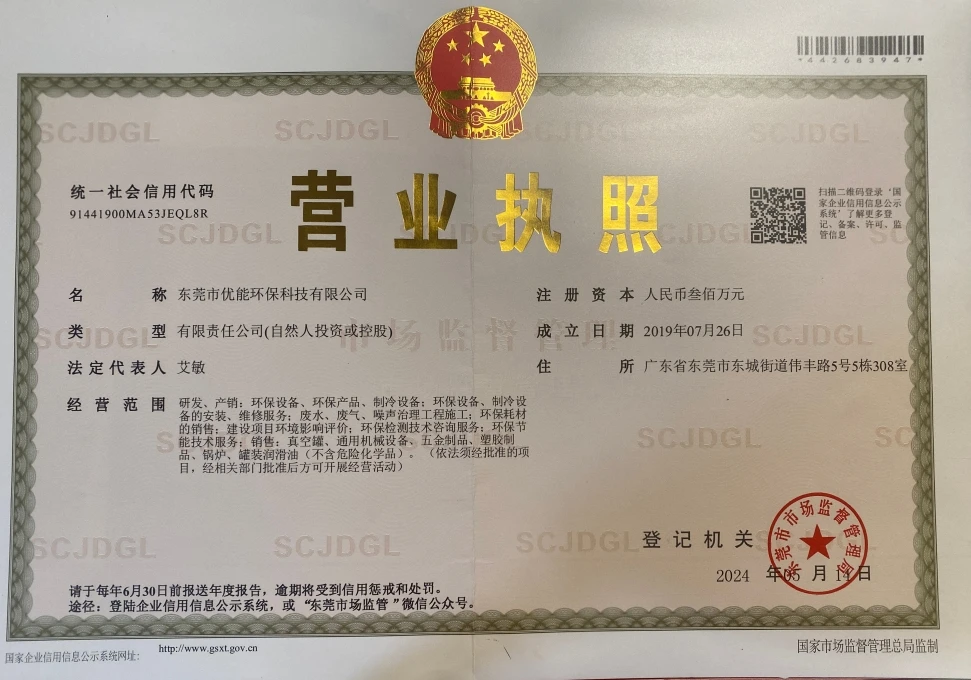 *442683947*
营业执照
统一社会信用代码
91441900MA53JEQL8R
扫描二维码登录‘国
家企业信用信息公示
系统’了解更多登
记、备案、许可、监
管信息
名 称 东莞市优能环保科技有限公司
类 型 有限责任公司(自然人投资或控股)
法定代表人 艾敏
经营范围 研发、产销：环保设备、环保产品、制冷设备；环保设备、制冷设
备的安装、维修服务；废水、废气、噪声治理工程施工；环保耗材
的销售；建设项目环境影响评价；环保检测技术咨询服务；环保节
能技术服务；销售：真空罐、通用机械设备、五金制品、塑胶制
品、锅炉、罐装润滑油（不含危险化学品）。（依法须经批准的项
目，经相关部门批准后方可开展经营活动）
注册资本 人民币叁佰万元
成立日期 2019年07月26日
住 所 广东省东莞市东城街道伟丰路5号5栋308室
SCJDGL
市场监督管理
登记机关
东莞市市场监督管理局
2024 年05 月 14日
请于每年6月30日前报送年度报告，逾期将受到信用惩戒和处罚。
途径：登陆企业信用信息公示系统，或“东莞市场监管”微信公众号。
国家企业信用信息公示系统网址: http://www.gsxt.gov.cn
国家市场监督管理总局监制